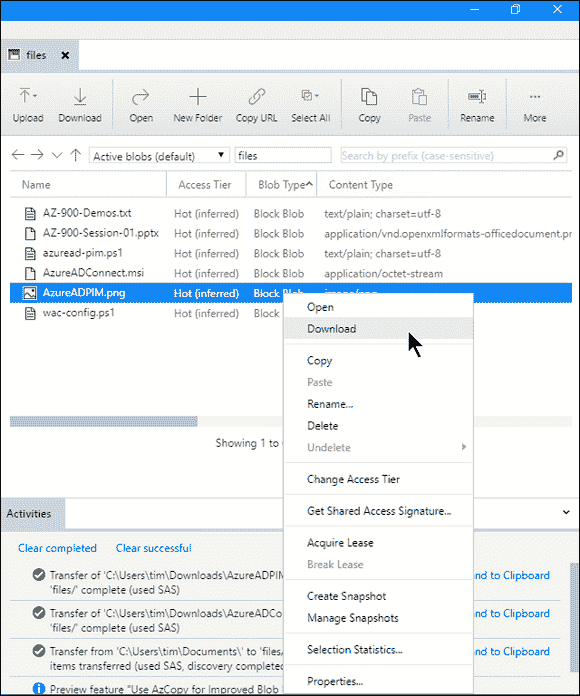 files
Upload Download Open New Folder Copy URL Select All Copy Paste Rename More
Active blobs (default) files Search by prefix (case-sensitive)
Name Access Tier Blob Type Content Type
AZ-900-Demos.txt Hot (inferred) Block Blob text/plain; charset=utf-8
AZ-900-Session-01.pptx Hot (inferred) Block Blob application/vnd.openxmlformats-officedocument.pr
azuread-pim.ps1 Hot (inferred) Block Blob text/plain; charset=utf-8
AzureADConnect.msi Hot (inferred) Block Blob application/octet-stream
AzureADPIM.png Hot (inferred) Block Blob image/png
wac-config.ps1 Hot (inferred) Block
Open
Download
Copy
Paste
Rename...
Delete
Undelete
Change Access Tier
Get Shared Access Signature...
Acquire Lease
Break Lease
Create Snapshot
Manage Snapshots
Selection Statistics...
Properties...
Showing 1 to
Activities
Clear completed Clear successful
Transfer of 'C:\Users\tim\Downloads\AzureADPIM nd to Clipboard
'files/' complete (used SAS)
Transfer of 'C:\Users\tim\Downloads\AzureADCo nd to Clipboard
'files/' complete (used SAS)
Transfer from 'C:\Users\tim\Documents\' to 'files/ nd to Clipboard
items transferred (used SAS, discovery completed
Preview feature "Use AzCopy for Improved Blob